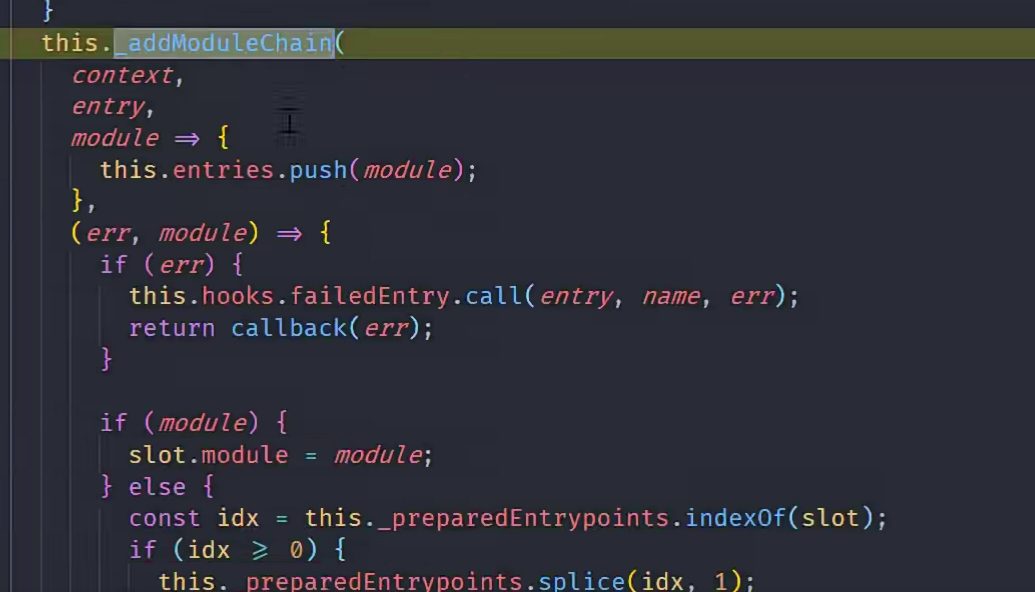 }
this._addModuleChain(
context,
entry,
module => {
this.entries.push(module);
},
(err, module) => {
if (err) {
this.hooks.failedEntry.call(entry, name, err);
return callback(err);
}
if (module) {
slot.module = module;
} else {
const idx = this._preparedEntrypoints.indexOf(slot);
if (idx >= 0) {
this._preparedEntrypoints.splice(idx, 1);